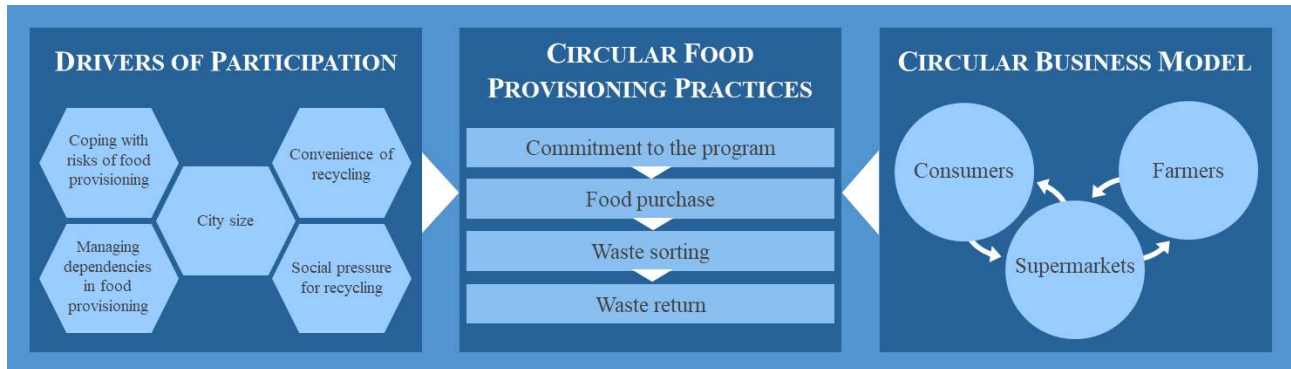 DRIVERS OF PARTICIPATION
Coping with
risks of food
provisioning
Convenience of
recycling
City size
Managing
dependencies
in food
provisioning
Social pressure
for recycling
CIRCULAR FOOD
PROVISIONING PRACTICES
Commitment to the program
Food purchase
Waste sorting
Waste return
CIRCULAR BUSINESS MODEL
Consumers
Farmers
Supermarkets